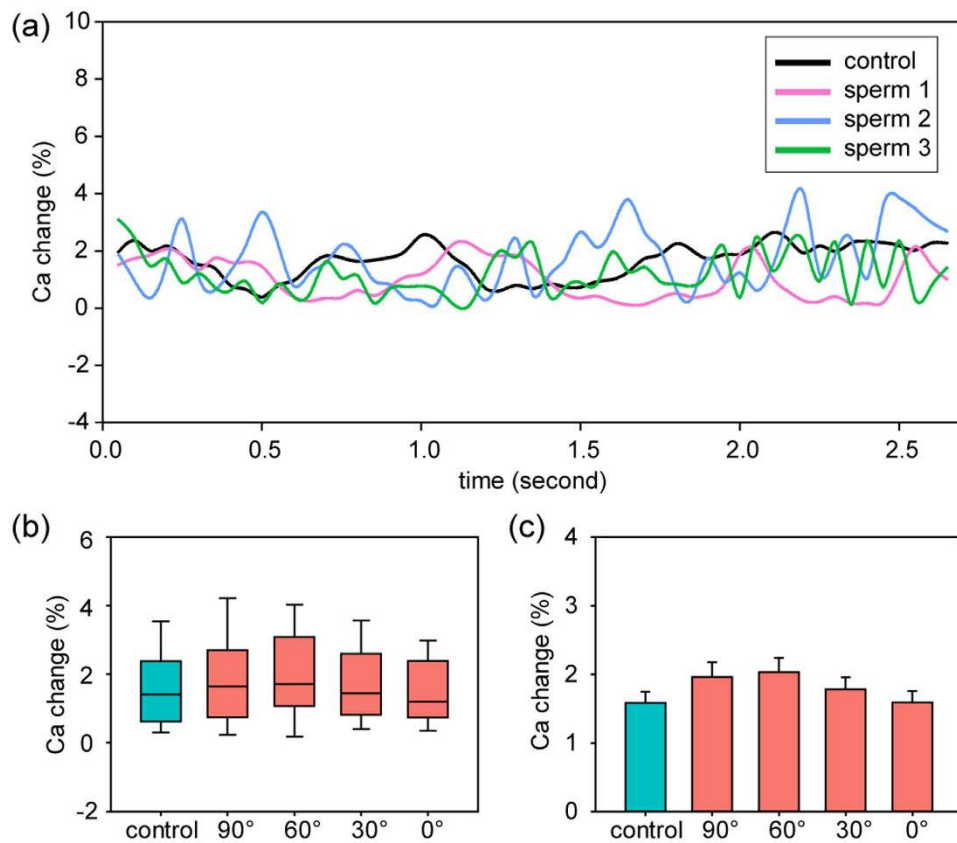 (a)
10
8
6
4
2
0
-2
-4
Ca change (%)
control
sperm 1
sperm 2
sperm 3
0.0 0.5 1.0 1.5 2.0 2.5
time (second)
(b)
6
4
2
0
-2
Ca change (%)
control 90° 60° 30° 0°
(c)
4
3
2
1
0
Ca change (%)
control 90° 60° 30° 0°